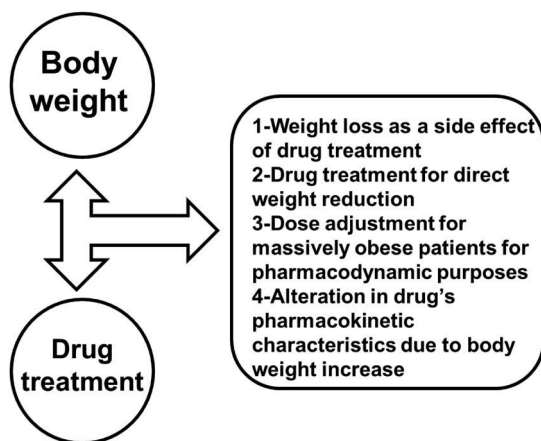 Body
weight
1-Weight loss as a side effect
of drug treatment
2-Drug treatment for direct
weight reduction
3-Dose adjustment for
massively obese patients for
pharmacodynamic purposes
4-Alteration in drug's
pharmacokinetic
characteristics due to body
weight increase
Drug
treatment